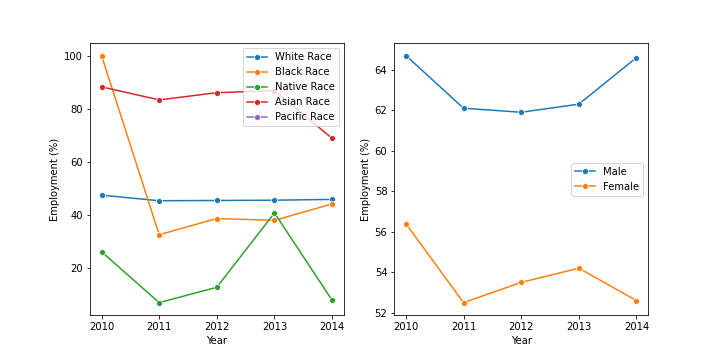 100
80
60
40
20
Employment (%)
2010 2011 2012 2013 2014
Year
White Race
Black Race
Native Race
Asian Race
Pacific Race
64
62
60
58
56
54
52
Employment (%)
2010 2011 2012 2013 2014
Year
Male
Female